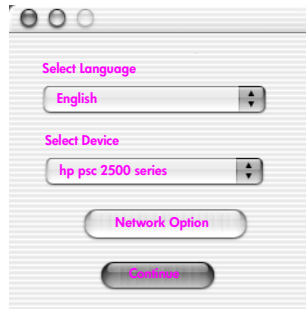 Select Language
English
Select Device
hp psc 2500 series
Network Option
Continue